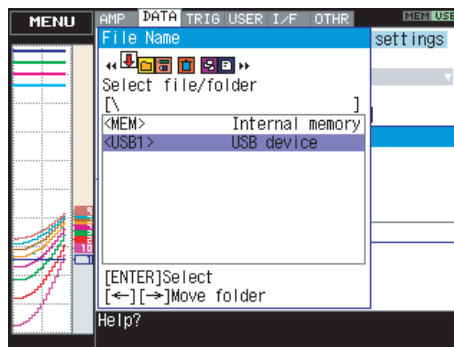 MENU AMP DATA TRIG USER I/F OTHR MEM USB
File Name
settings
Select file/folder
[\ ]
<MEM> Internal memory
<USB1> USB device
[ENTER]Select
[←][→]Move folder
Help?